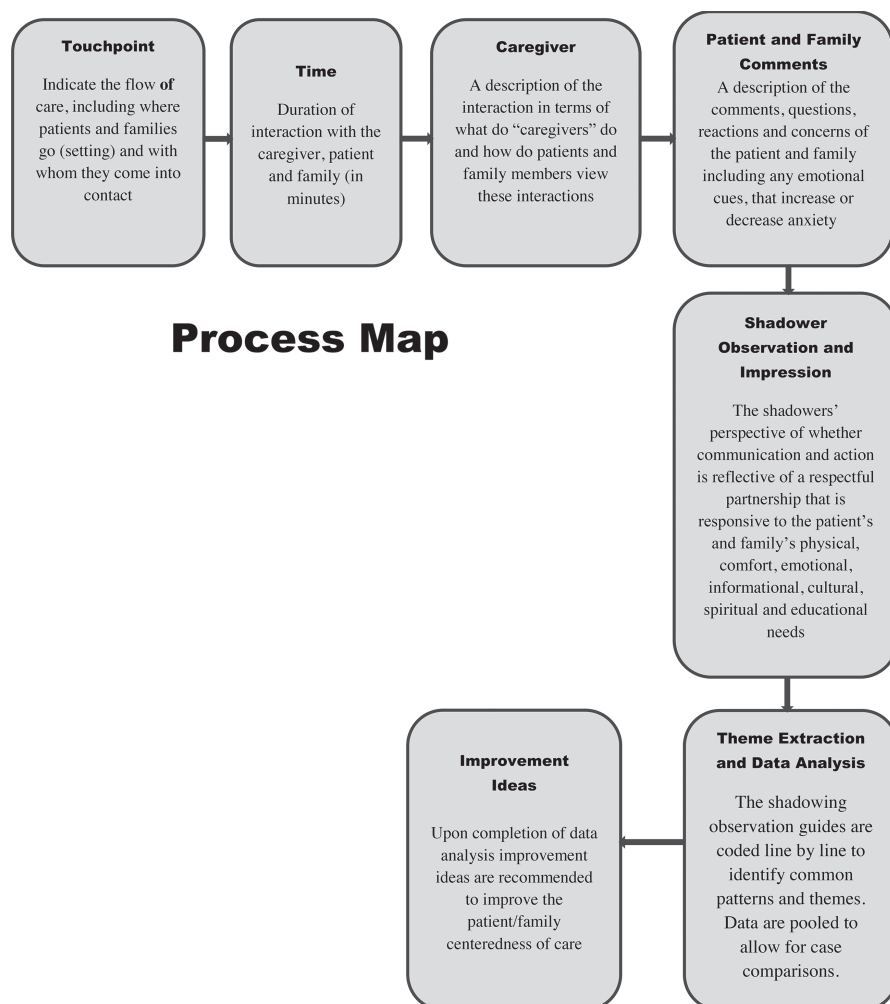 Touchpoint
Indicate the flow of
care, including where
patients and families
go (setting) and with
whom they come into
contact
Time
Duration of
interaction with the
caregiver, patient
and family (in
minutes)
Caregiver
A description of the
interaction in terms of
what do “caregivers” do
and how do patients and
family members view
these interactions
Patient and Family
Comments
A description of the
comments, questions,
reactions and concerns of
the patient and family
including any emotional
cues, that increase or
decrease anxiety
Process Map
Shadower
Observation and
Impression
The shadowers’
perspective of whether
communication and action
is reflective of a respectful
partnership that is
responsive to the patient’s
and family’s physical,
comfort, emotional,
informational, cultural,
spiritual and educational
needs
Theme Extraction
and Data Analysis
The shadowing
observation guides are
coded line by line to
identify common
patterns and themes.
Data are pooled to
allow for case
comparisons.
Improvement
Ideas
Upon completion of data
analysis improvement
ideas are recommended
to improve the
patient/family
centeredness of care